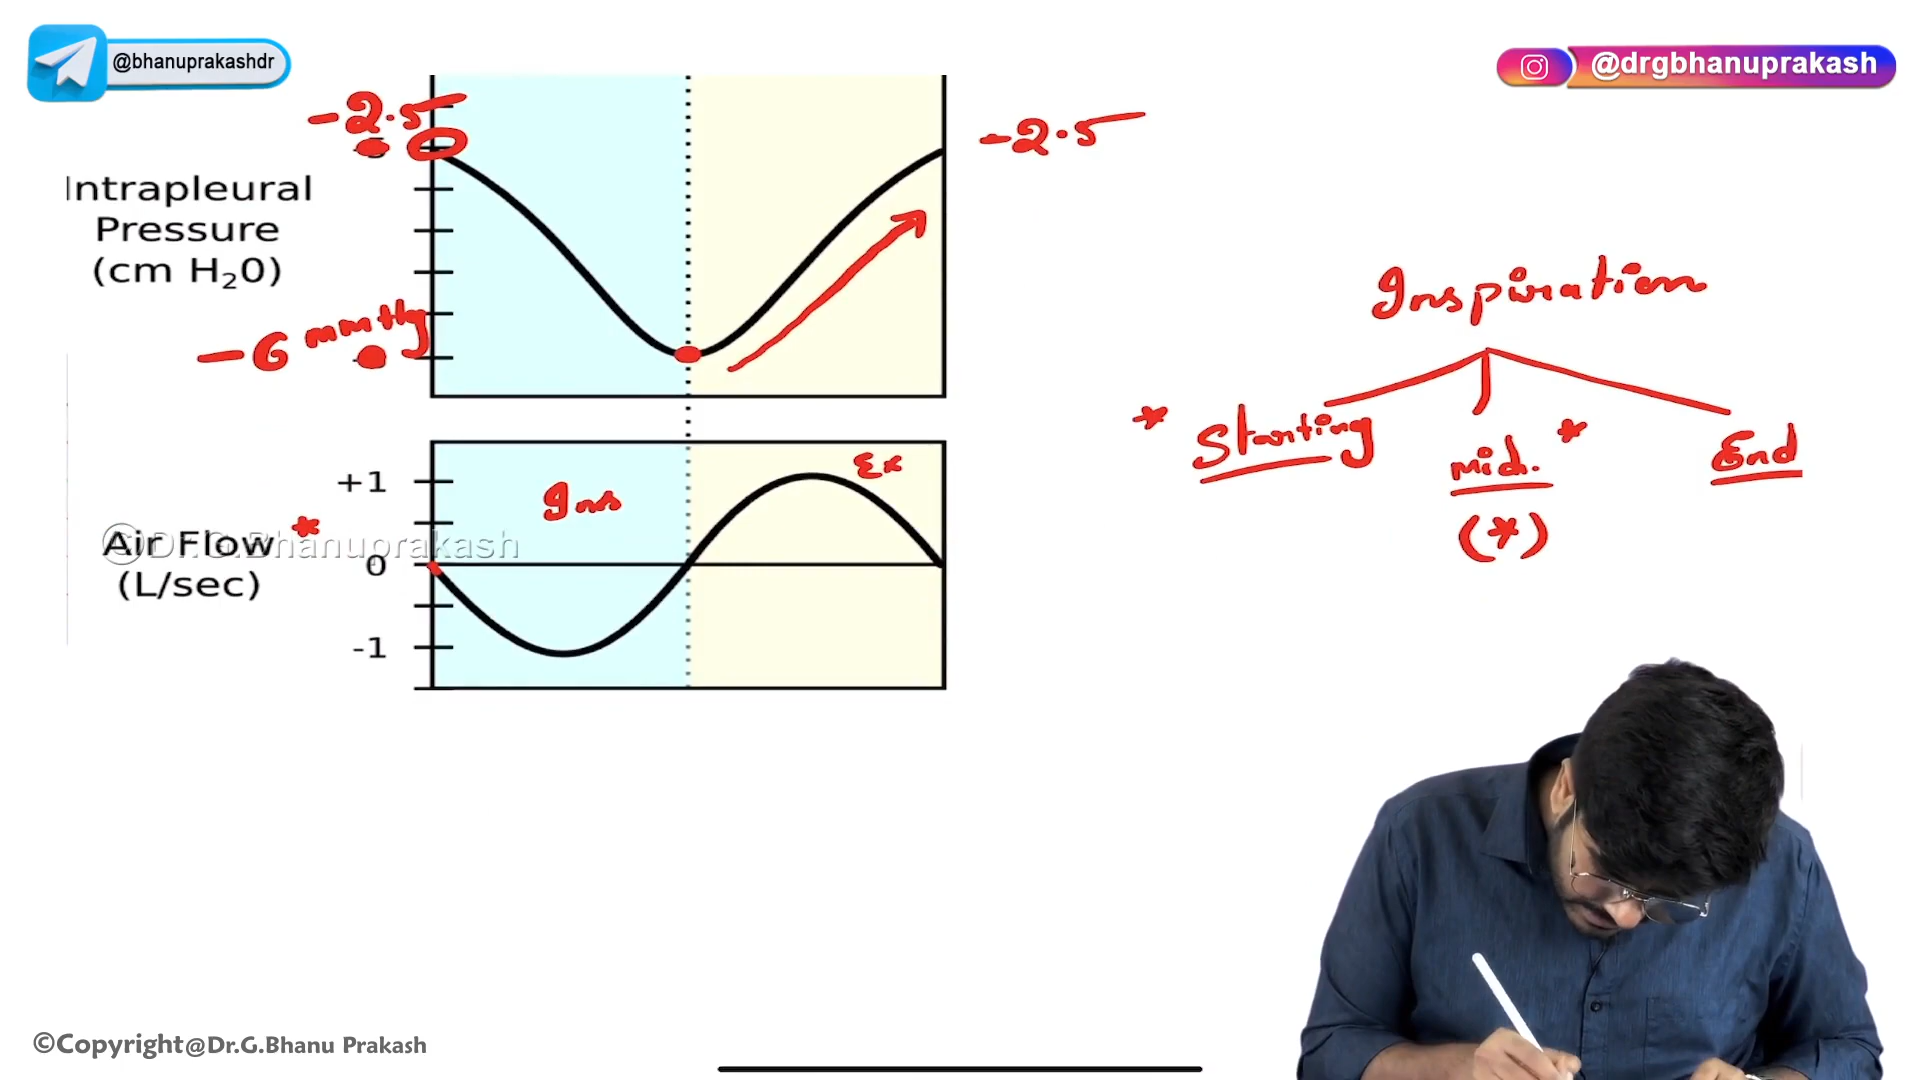 @bhanuprakashdr
@drgbhanuprakash
-2.5
-2.5
Intrapleural
Pressure
(cm H₂0)
-6 mmHg
Inspiration
* Starting
mid. *
(*)
End
+1
Ins
Ex
*
Air Flow
(L/sec)
Dr.G.Bhanuprakash
0
-1
©Copyright@Dr.G.Bhanu Prakash